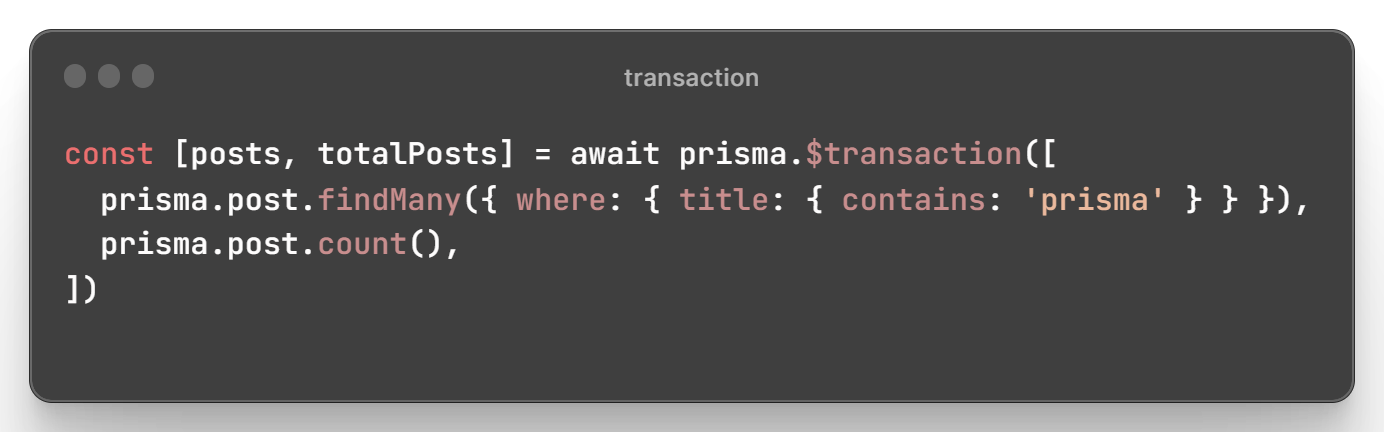 transaction
const [posts, totalPosts] = await prisma.$transaction([
  prisma.post.findMany({ where: { title: { contains: 'prisma' } } }),
  prisma.post.count(),
])